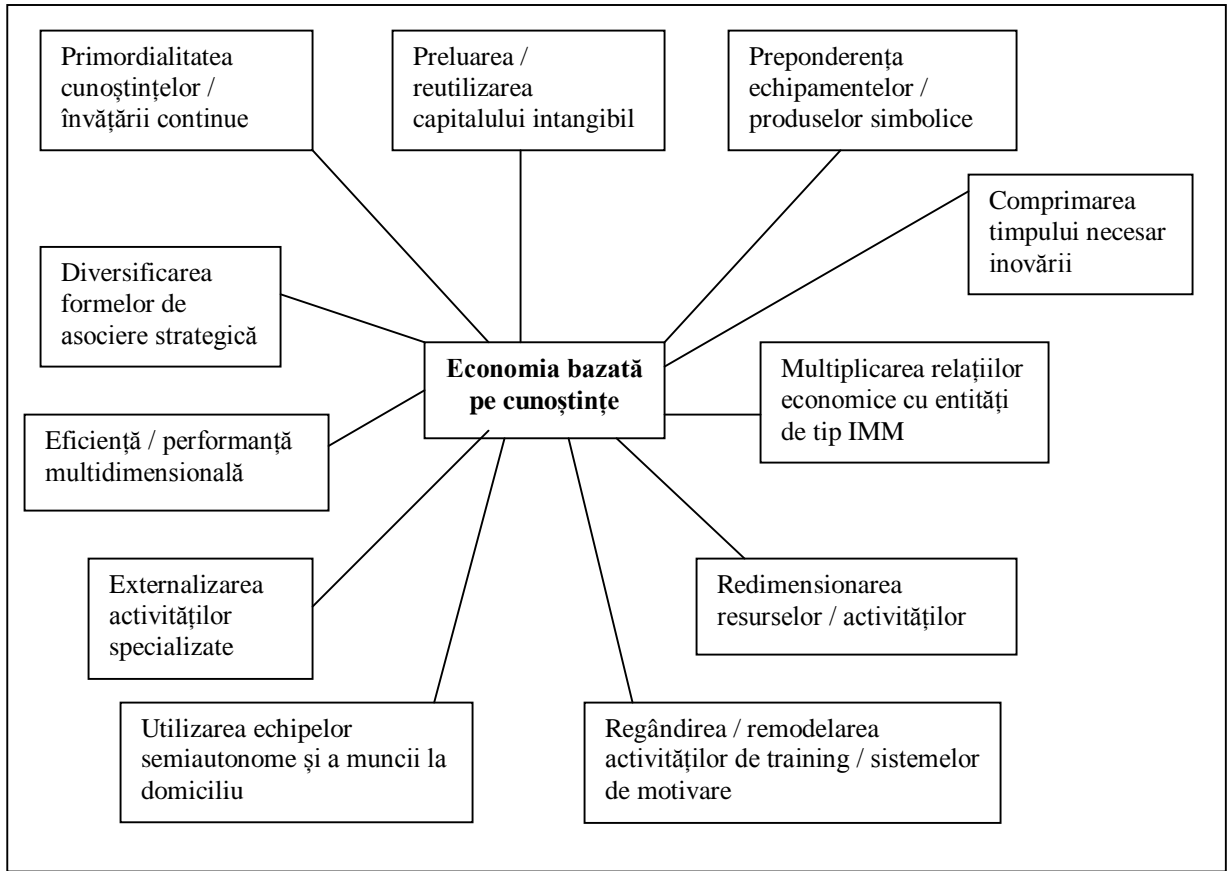 Primordialitatea
cunoștințelor /
învățării continue
Preluarea /
reutilizarea
capitalului intangibil
Preponderența
echipamentelor /
produselor simbolice
Comprimarea
timpului necesar
inovării
Diversificarea
formelor de
asociere strategică
Economia bazată
pe cunoștințe
Multiplicarea relațiilor
economice cu entități
de tip IMM
Eficiență / performanță
multidimensională
Externalizarea
activităților
specializate
Redimensionarea
resurselor / activităților
Utilizarea echipelor
semiautonome și a muncii la
domiciliu
Regândirea / remodelarea
activităților de training / sistemelor
de motivare